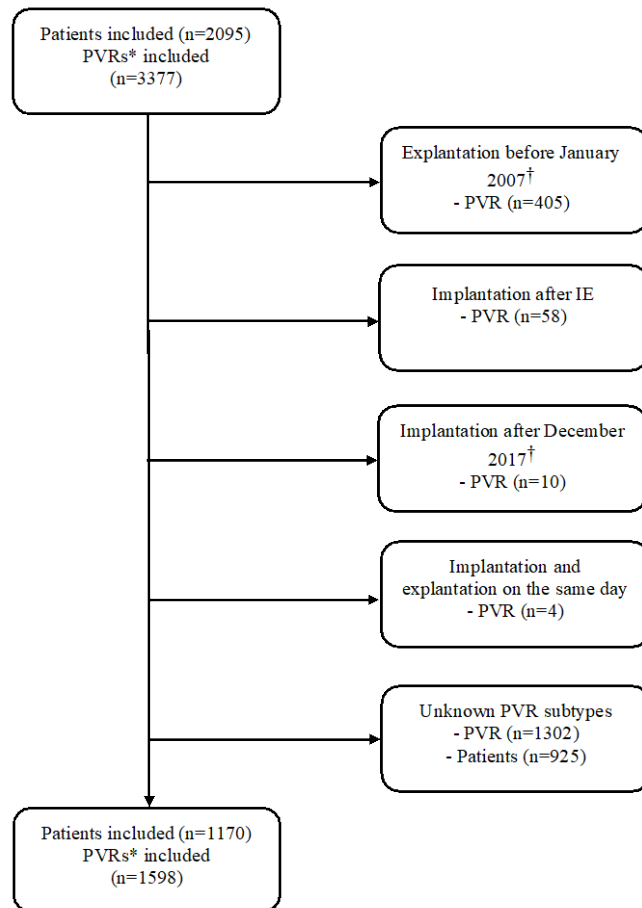 Patients included (n=2095)
PVRs* included
(n=3377)
Explantation before January
2007†
- PVR (n=405)
Implantation after IE
- PVR (n=58)
Implantation after December
2017†
- PVR (n=10)
Implantation and
explantation on the same day
- PVR (n=4)
Unknown PVR subtypes
- PVR (n=1302)
- Patients (n=925)
Patients included (n=1170)
PVRs* included
(n=1598)